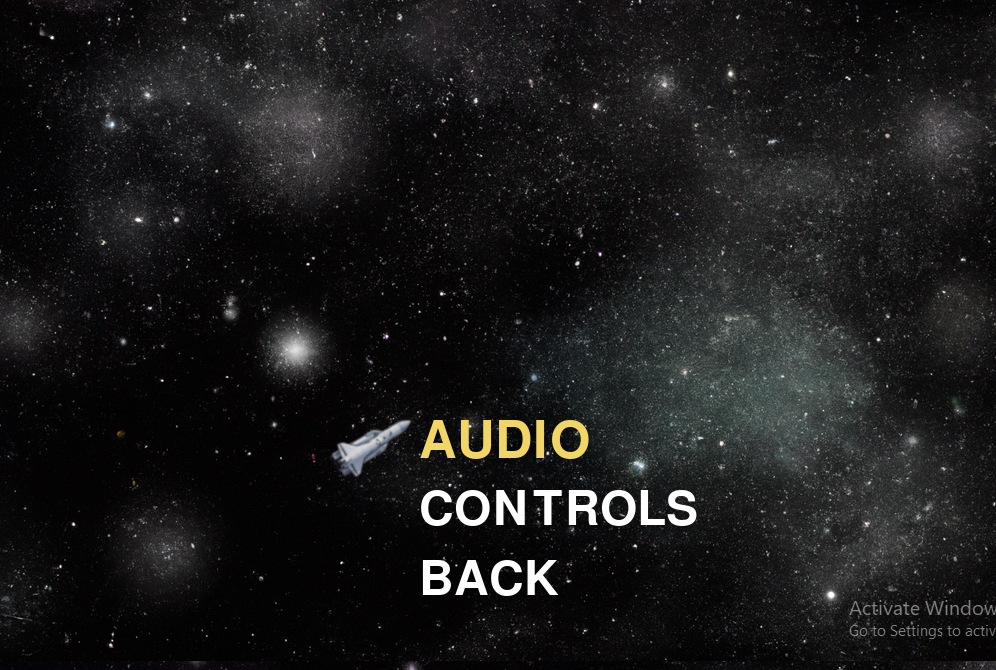 AUDIO
CONTROLS
BACK
Activate Window
Go to Settings to activ